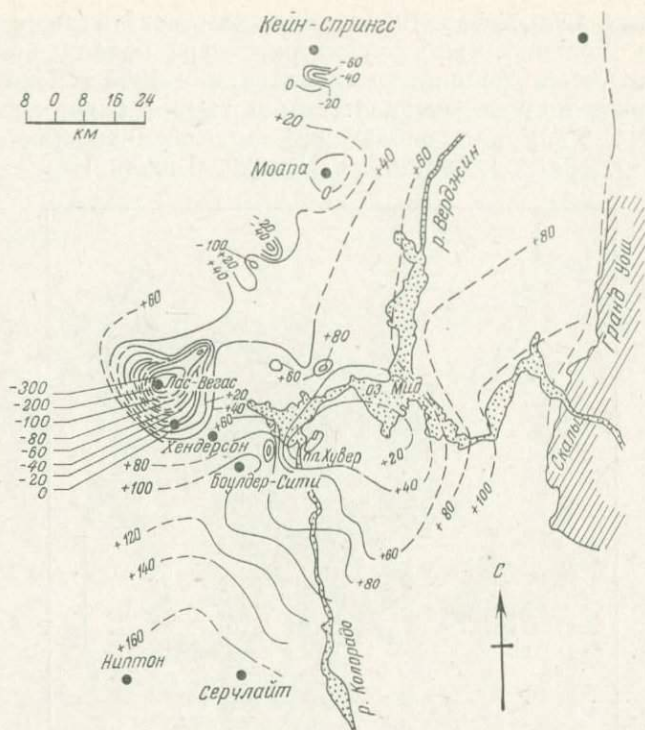 Кейн-Спрингс
-60
-40
0
-20
8 0 8 16 24
км
+20
Моапа
0
+40
+60
р. Верджин
-20
-40
-100
+20
+40
+80
Гранд Уош
+60
+80
+60
-300
-200
-100
-80
-60
-40
-20
0
Лас-Вегас
+20
+40
+60
Хендерсон
оз. Мид
пл. Хувер
+20
Скалы
+80
+100
Боулдер-Сити
+40
+80
+100
+60
+80
+120
+140
+160
С
Ниптон
Серчлайт
р. Колорадо